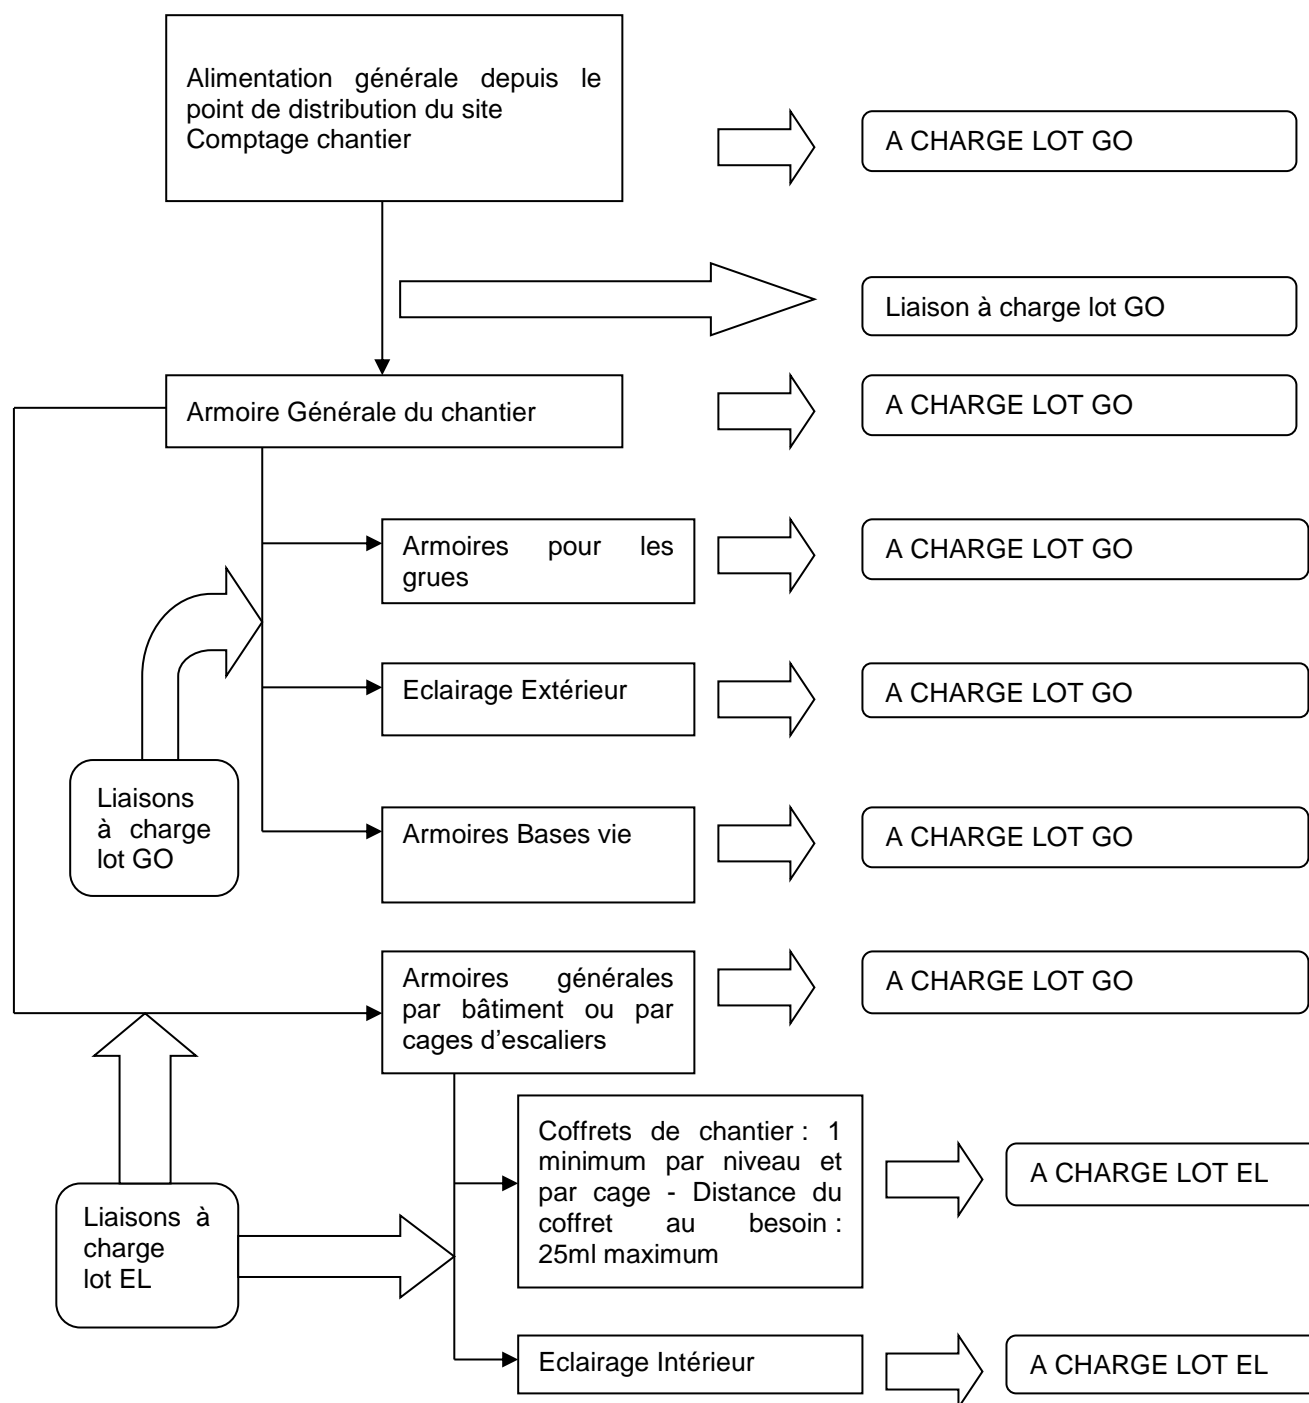 Alimentation générale depuis le
point de distribution du site
Comptage chantier
A CHARGE LOT GO
Liaison à charge lot GO
Armoire Générale du chantier
A CHARGE LOT GO
Armoires pour les
grues
A CHARGE LOT GO
Eclairage Extérieur
A CHARGE LOT GO
Liaisons
à charge
lot GO
Armoires Bases vie
A CHARGE LOT GO
Armoires générales
par bâtiment ou par
cages d'escaliers
A CHARGE LOT GO
Coffrets de chantier : 1
minimum par niveau et
par cage - Distance du
coffret au besoin :
25ml maximum
A CHARGE LOT EL
Liaisons à
charge
lot EL
Eclairage Intérieur
A CHARGE LOT EL